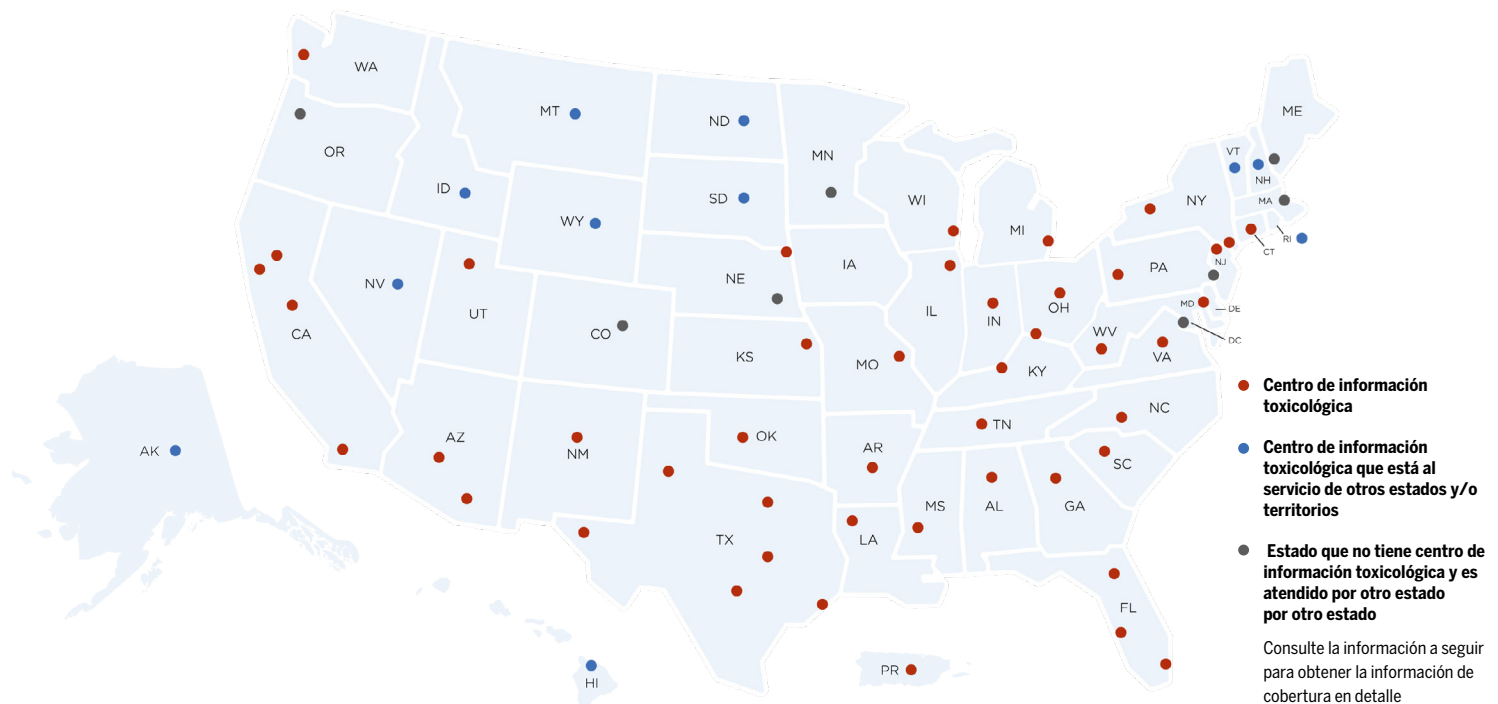 WA
MT
ND
MN
ME
VT
NH
OR
ID
SD
WI
MI
NY
MA
RI
CT
WY
IA
NE
PA
NJ
NV
UT
CO
IL
IN
OH
MD
DE
DC
CA
KS
MO
WV
VA
KY
AK
AZ
NM
OK
AR
TN
NC
SC
MS
AL
GA
TX
LA
FL
HI
PR
Centro de información
toxicológica
Centro de información
toxicológica que está al
servicio de otros estados y/o
territorios
Estado que no tiene centro de
información toxicológica y es
atendido por otro estado
por otro estado
Consulte la información a seguir
para obtener la información de
cobertura en detalle